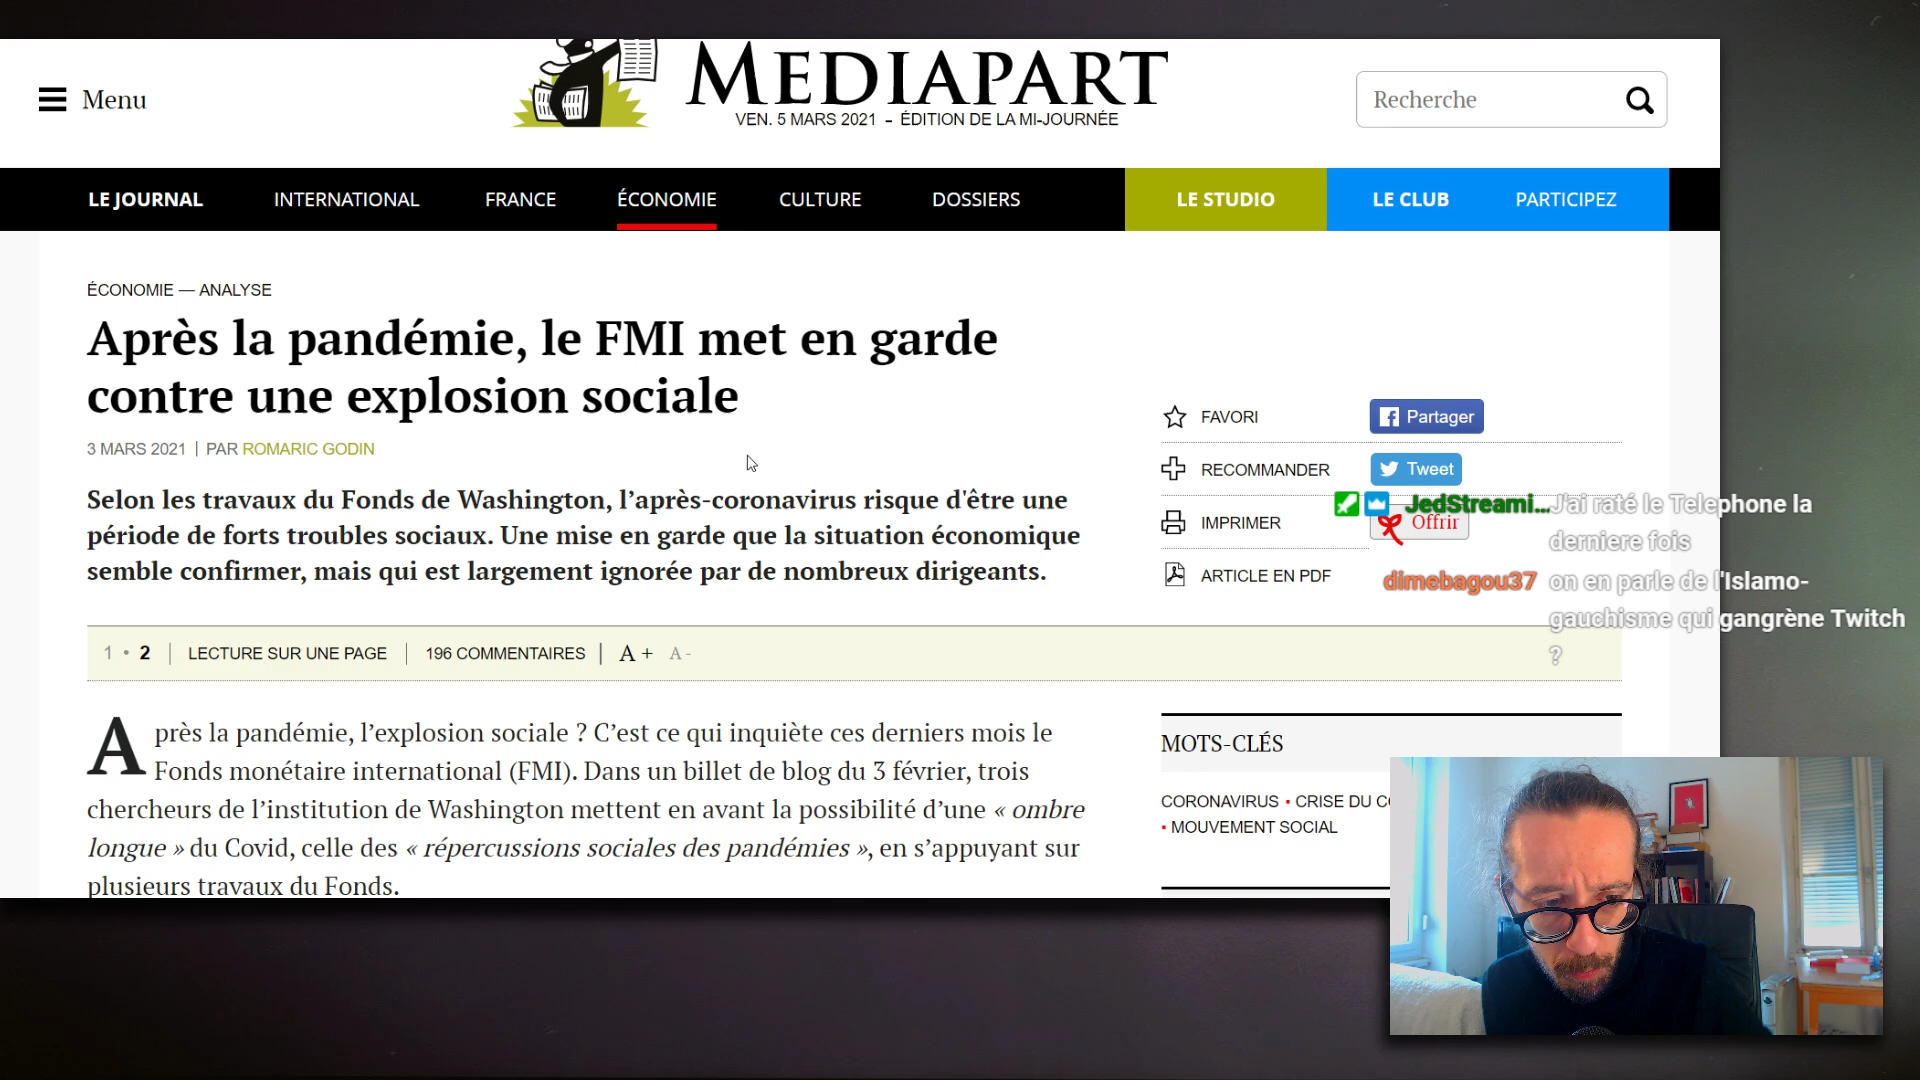 Menu
MEDIAPART
VEN. 5 MARS 2021 - ÉDITION DE LA MI-JOURNÉE
Recherche
LE JOURNAL
INTERNATIONAL
FRANCE
ÉCONOMIE
CULTURE
DOSSIERS
LE STUDIO
LE CLUB
PARTICIPEZ
ÉCONOMIE — ANALYSE
Après la pandémie, le FMI met en garde
contre une explosion sociale
3 MARS 2021 | PAR ROMARIC GODIN
Selon les travaux du Fonds de Washington, l’après-coronavirus risque d'être une
période de forts troubles sociaux. Une mise en garde que la situation économique
semble confirmer, mais qui est largement ignorée par de nombreux dirigeants.
FAVORI
Partager
RECOMMANDER
Tweet
IMPRIMER
Offrir
ARTICLE EN PDF
JedStreami... J'ai raté le Telephone la
derniere fois
dimebagou37 on en parle de l'Islamo-
gauchisme qui gangrène Twitch
?
1 • 2 | LECTURE SUR UNE PAGE | 196 COMMENTAIRES | A + A -
Après la pandémie, l’explosion sociale ? C’est ce qui inquiète ces derniers mois le
Fonds monétaire international (FMI). Dans un billet de blog du 3 février, trois
chercheurs de l’institution de Washington mettent en avant la possibilité d’une « ombre
longue » du Covid, celle des « répercussions sociales des pandémies », en s’appuyant sur
plusieurs travaux du Fonds.
MOTS-CLÉS
CORONAVIRUS • CRISE DU
• MOUVEMENT SOCIAL